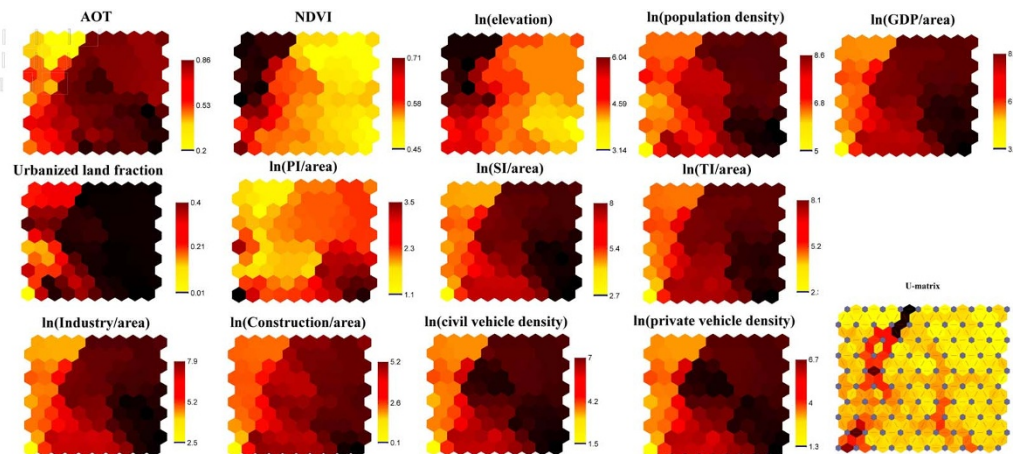 AOT
0.86
0.53
0.2
NDVI
0.71
0.58
0.45
ln(elevation)
6.04
4.59
3.14
ln(population density)
8.6
6.8
5
ln(GDP/area)
8
6
3
Urbanized land fraction
0.4
0.21
0.01
ln(PI/area)
3.5
2.3
1.1
ln(SI/area)
8
5.4
2.7
ln(TI/area)
8.1
5.2
2.
U-matrix
ln(Industry/area)
7.9
5.2
2.5
ln(Construction/area)
5.2
2.6
0.1
ln(civil vehicle density)
7
4.2
1.5
ln(private vehicle density)
6.7
4
1.3